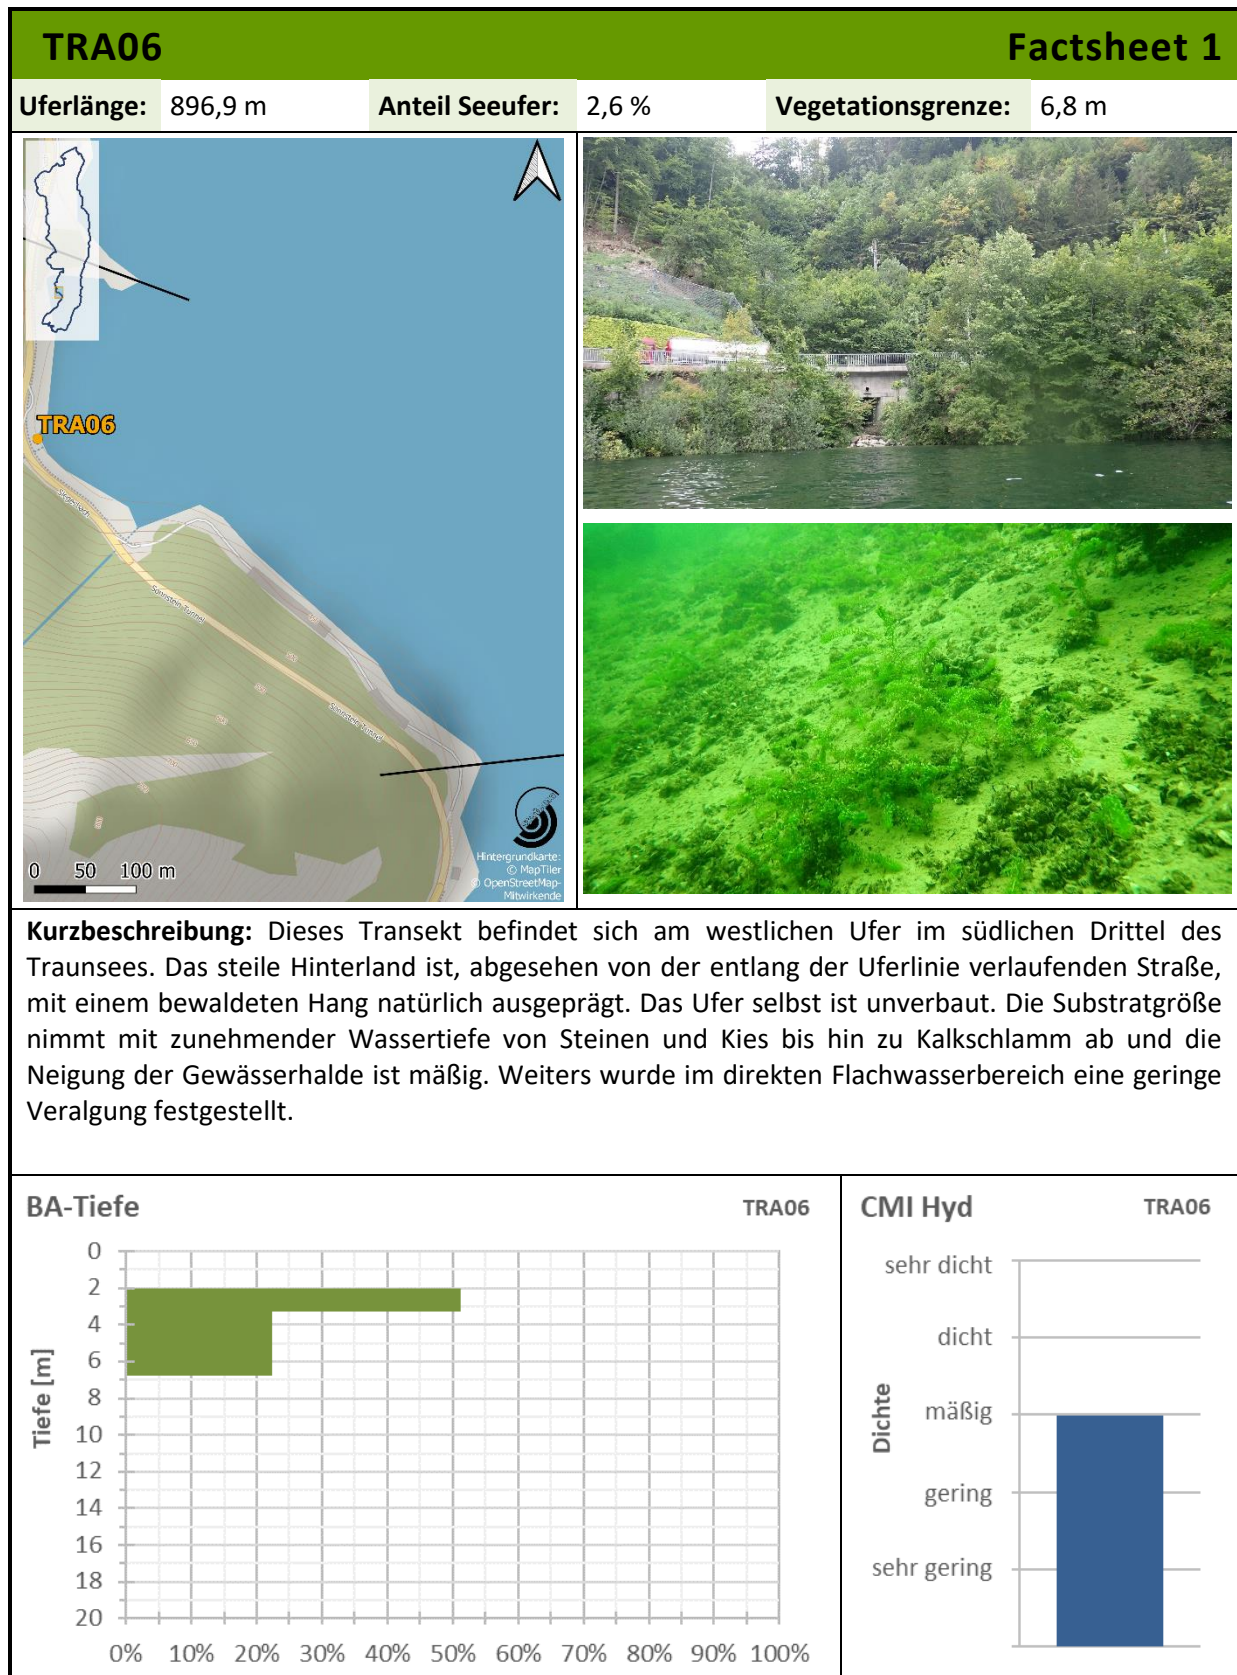 TRA06 Factsheet 1
Uferlänge: 896,9 m Anteil Seeufer: 2,6 % Vegetationsgrenze: 6,8 m
TRA06
Sonnstein Tunnel
Sonnstein Tunnel
0 50 100 m
Hintergrundkarte:
© MapTiler
© OpenStreetMap-
Mitwirkende
Kurzbeschreibung: Dieses Transekt befindet sich am westlichen Ufer im südlichen Drittel des
Traunsees. Das steile Hinterland ist, abgesehen von der entlang der Uferlinie verlaufenden Straße,
mit einem bewaldeten Hang natürlich ausgeprägt. Das Ufer selbst ist unverbaut. Die Substratgröße
nimmt mit zunehmender Wassertiefe von Steinen und Kies bis hin zu Kalkschlamm ab und die
Neigung der Gewässerhalde ist mäßig. Weiters wurde im direkten Flachwasserbereich eine geringe
Veralgung festgestellt.
BA-Tiefe TRA06
Tiefe [m]
0
2
4
6
8
10
12
14
16
18
20
0% 10% 20% 30% 40% 50% 60% 70% 80% 90% 100%
CMI Hyd TRA06
Dichte
sehr dicht
dicht
mäßig
gering
sehr gering